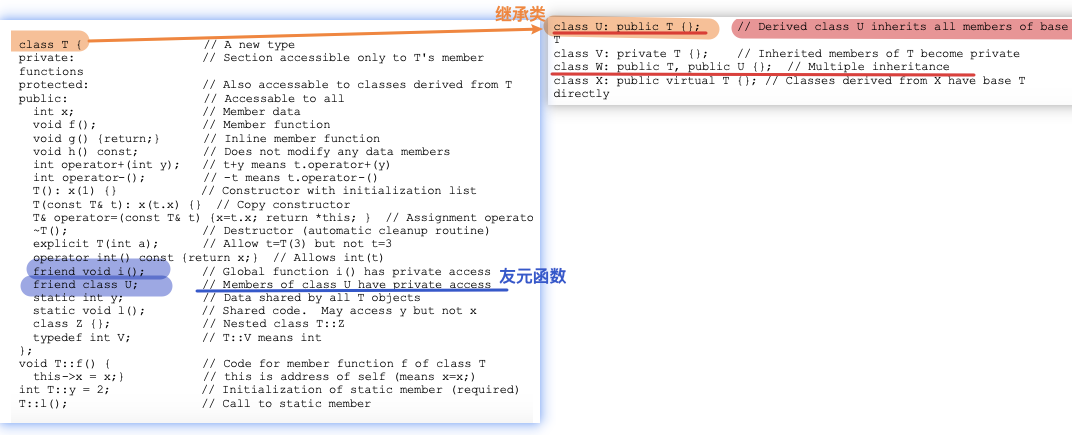 继承类
class T {                  // A new type
private:                   // Section accessible only to T's member
functions
protected:                 // Also accessable to classes derived from T
public:                    // Accessable to all
  int x;                   // Member data
  void f();                // Member function
  void g() {return;}       // Inline member function
  void h() const;          // Does not modify any data members
  int operator+(int y);    // t+y means t.operator+(y)
  int operator-();         // -t means t.operator-()
  T(): x(1) {}             // Constructor with initialization list
  T(const T& t): x(t.x) {}  // Copy constructor
  T& operator=(const T& t) {x=t.x; return *this; }  // Assignment operato
  ~T();                    // Destructor (automatic cleanup routine)
  explicit T(int a);       // Allow t=T(3) but not t=3
  operator int() const {return x;}  // Allows int(t)
  friend void i();         // Global function i() has private access
友元函数
  friend class U;          // Members of class U have private access
  static int y;            // Data shared by all T objects
  static void l();         // Shared code.  May access y but not x
  class Z {};              // Nested class T::Z
  typedef int V;           // T::V means int
};
void T::f() {              // Code for member function f of class T
  this->x = x;}            // this is address of self (means x=x;)
int T::y = 2;              // Initialization of static member (required)
T::l();                    // Call to static member
class U: public T {};      // Derived class U inherits all members of base
T
class V: private T {};     // Inherited members of T become private
class W: public T, public U {};  // Multiple inheritance
class X: public virtual T {}; // Classes derived from X have base T
directly